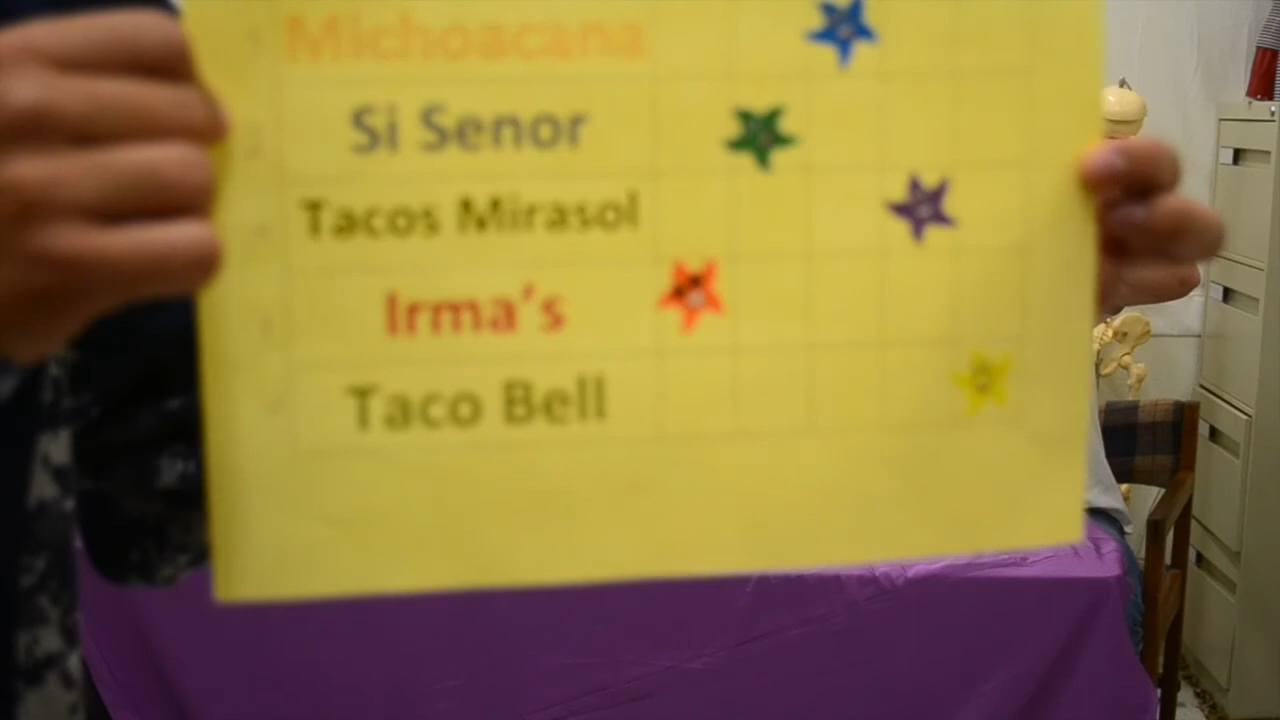 Michoacana
Si Senor
Tacos Mirasol
Irma's
Taco Bell